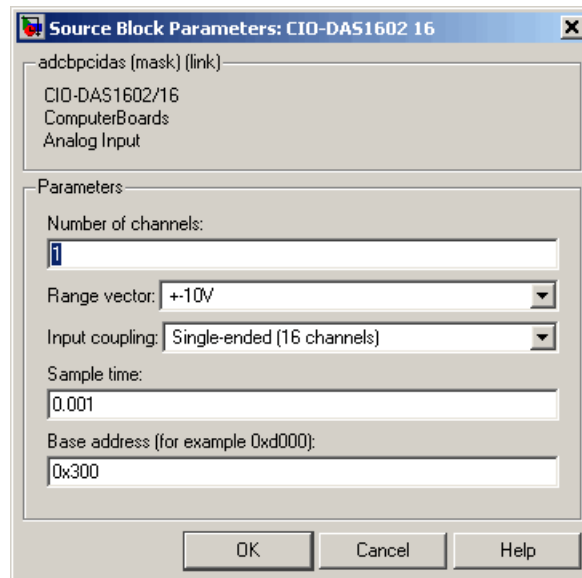 Source Block Parameters: CIO-DAS1602 16
adcbpcidas (mask) (link)
CIO-DAS1602/16
ComputerBoards
Analog Input
Parameters
Number of channels:
1
Range vector: +-10V
Input coupling: Single-ended (16 channels)
Sample time:
0.001
Base address (for example 0xd000):
0x300
OK Cancel Help